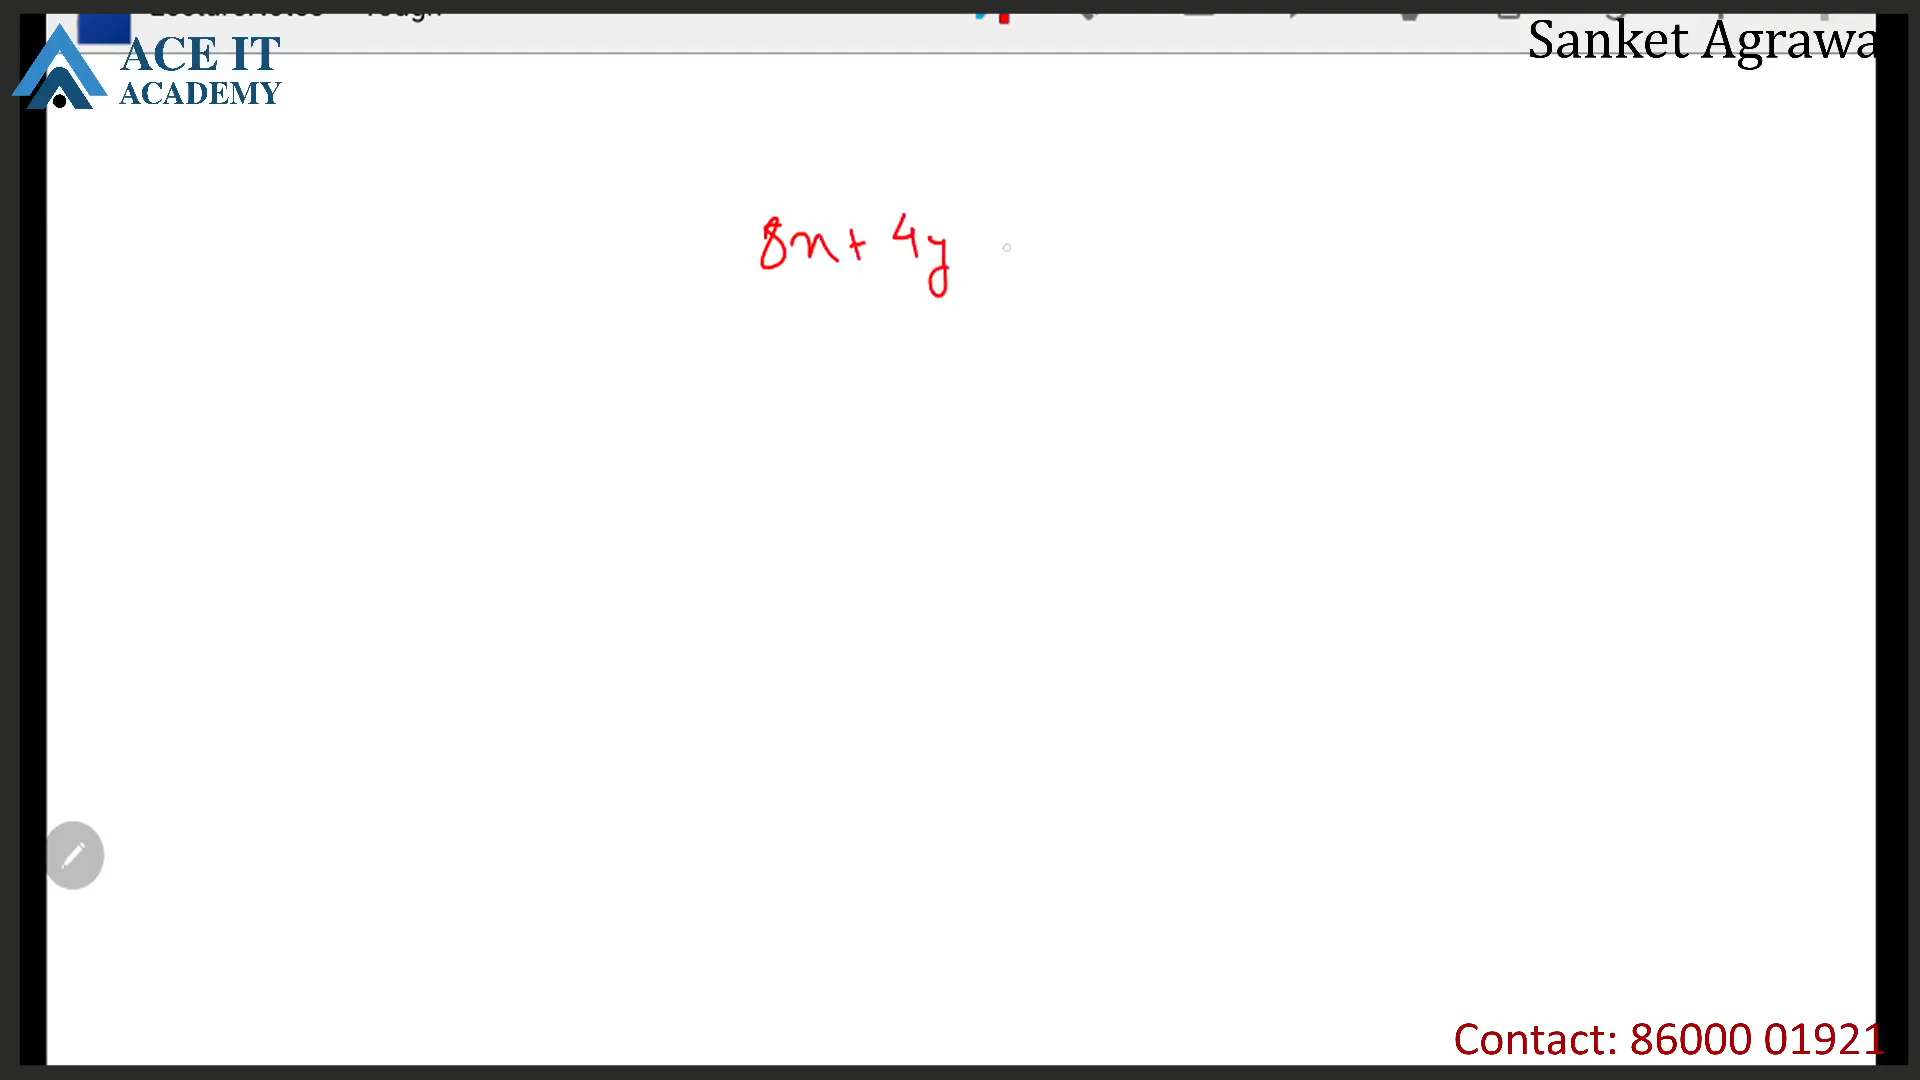 Sanket Agrawa
ACE IT
ACADEMY
8x + 4y
Contact: 86000 01921